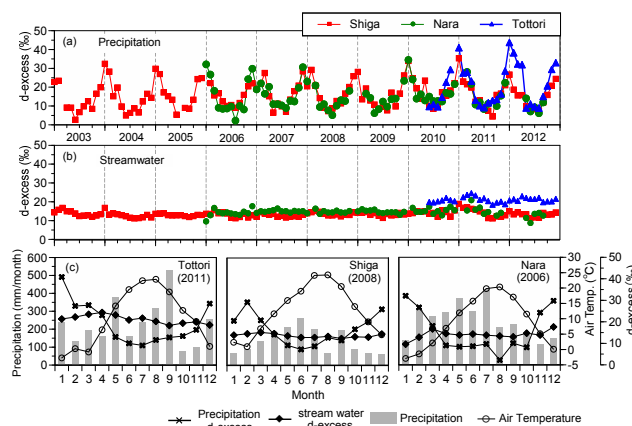 Shiga Nara Tottori
(a) Precipitation
d-excess (‰)
50
40
30
20
10
0
2003 2004 2005 2006 2007 2008 2009 2010 2011 2012
(b) Streamwater
d-excess (‰)
50
40
30
20
10
0
(c) Tottori (2011)
Shiga (2008)
Nara (2006)
Precipitation (mm/month)
600
500
400
300
200
100
0
Air Temp. (°C)
30
25
20
15
10
5
0
-5
d-excess (‰)
50
40
30
20
10
0
1 2 3 4 5 6 7 8 9 10 11 12
1 2 3 4 5 6 7 8 9 10 11 12
1 2 3 4 5 6 7 8 9 10 11 12
Month
Precipitation d-excess
stream water d-excess
Precipitation
Air Temperature